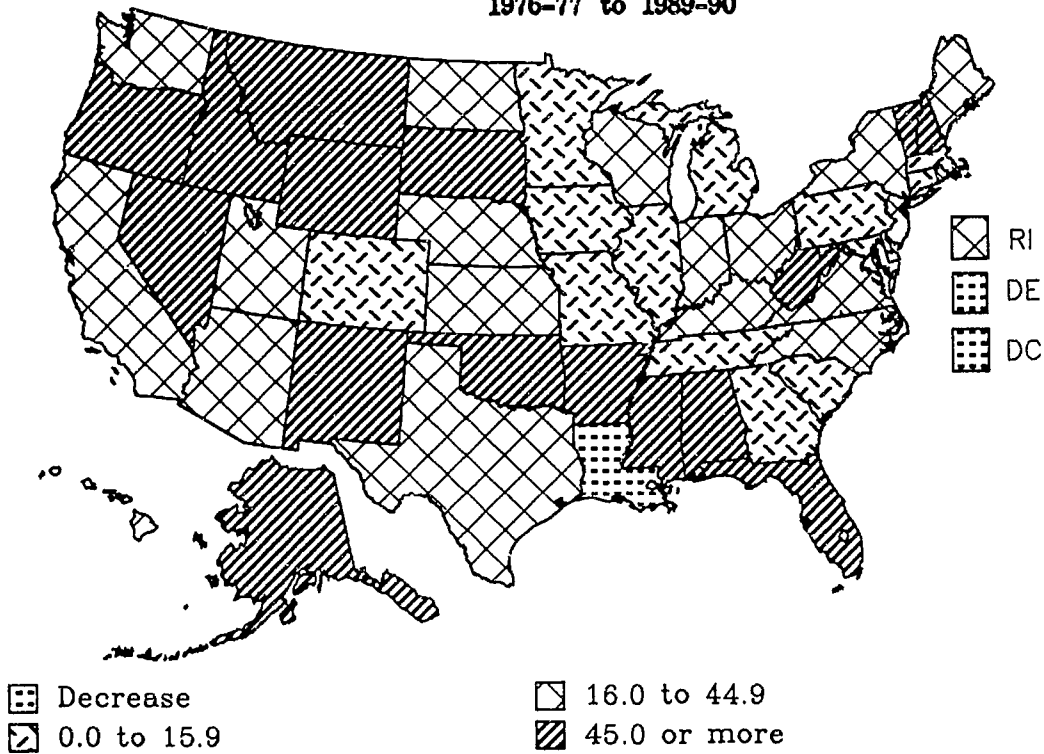 1976-77 to 1989-90
RI
DE
DC
Decrease
0.0 to 15.9
16.0 to 44.9
45.0 or more